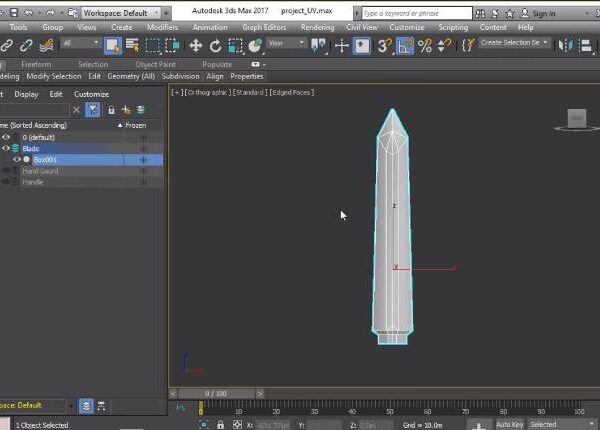 Workspace: Default
Autodesk 3ds Max 2017 project_UV.max
Type a keyword or phrase
Sign In
Tools Group Views Create Modifiers Animation Graph Editors Rendering Civil View Customize Scripting Content
All
View
Create Selection Se
Freeform Selection Object Paint Populate
deling Modify Selection Edit Geometry (All) Subdivision Align Properties
Display Edit Customize
[+] [Orthographic] [Standard] [Edged Faces]
me (Sorted Ascending) Frozen
0 (default)
Blade
Box001
Hand Gaurd
Handle
z
0 / 100
space: Default
0 10 20 30 40 50 60 70 80 90 100
1 Object Selected
X:
Y:
Z:
Grid = 10.0m
Auto Key
Selected